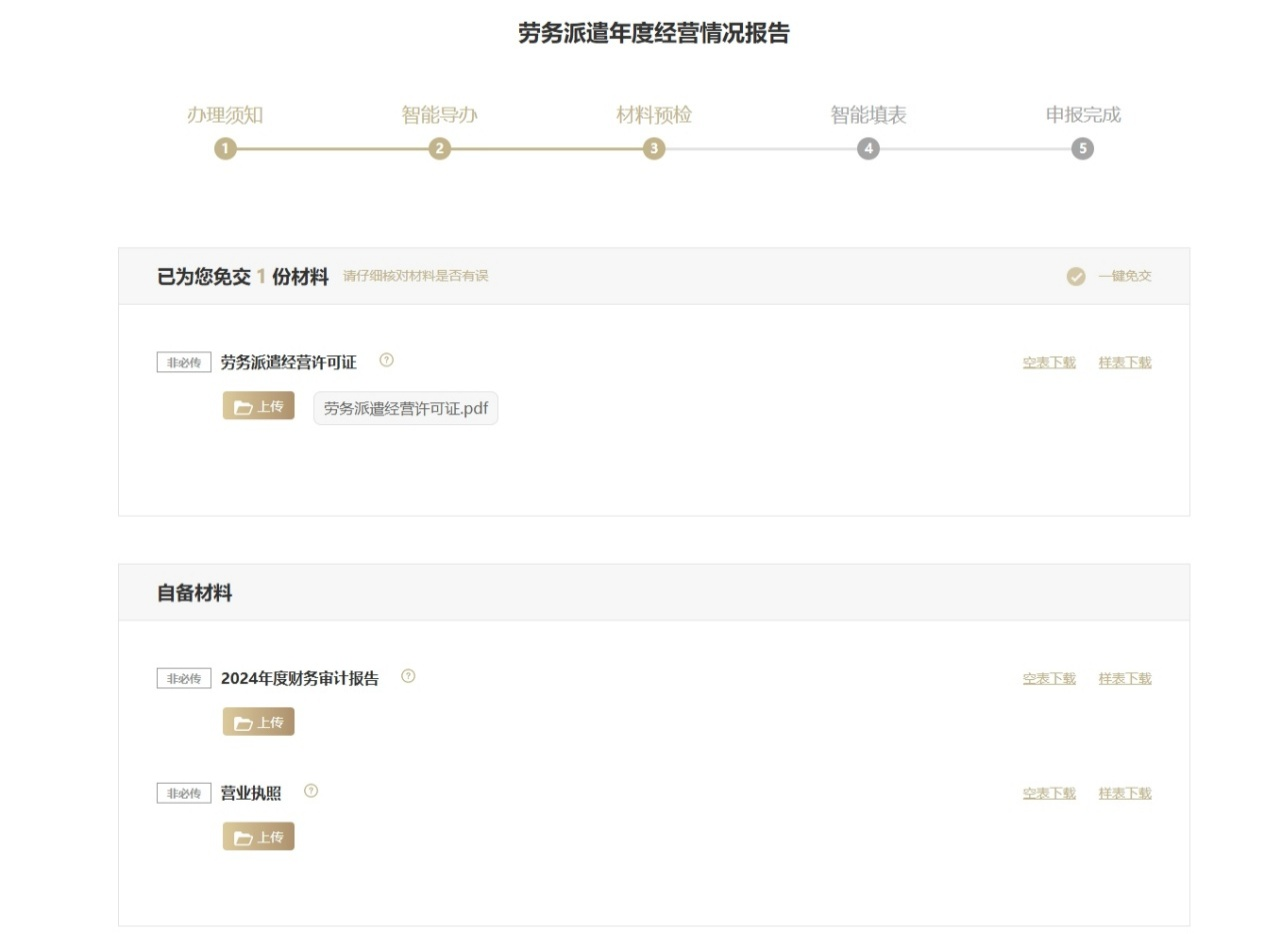 劳务派遣年度经营情况报告
办理须知 智能导办 材料预检 智能填表 申报完成
1 2 3 4 5
已为您免交 1 份材料 请仔细核对材料是否有误 一键免交
非必传 劳务派遣经营许可证 ? 空表下载 样表下载
上传 劳务派遣经营许可证.pdf
自备材料
非必传 2024年度财务审计报告 ? 空表下载 样表下载
上传
非必传 营业执照 ? 空表下载 样表下载
上传